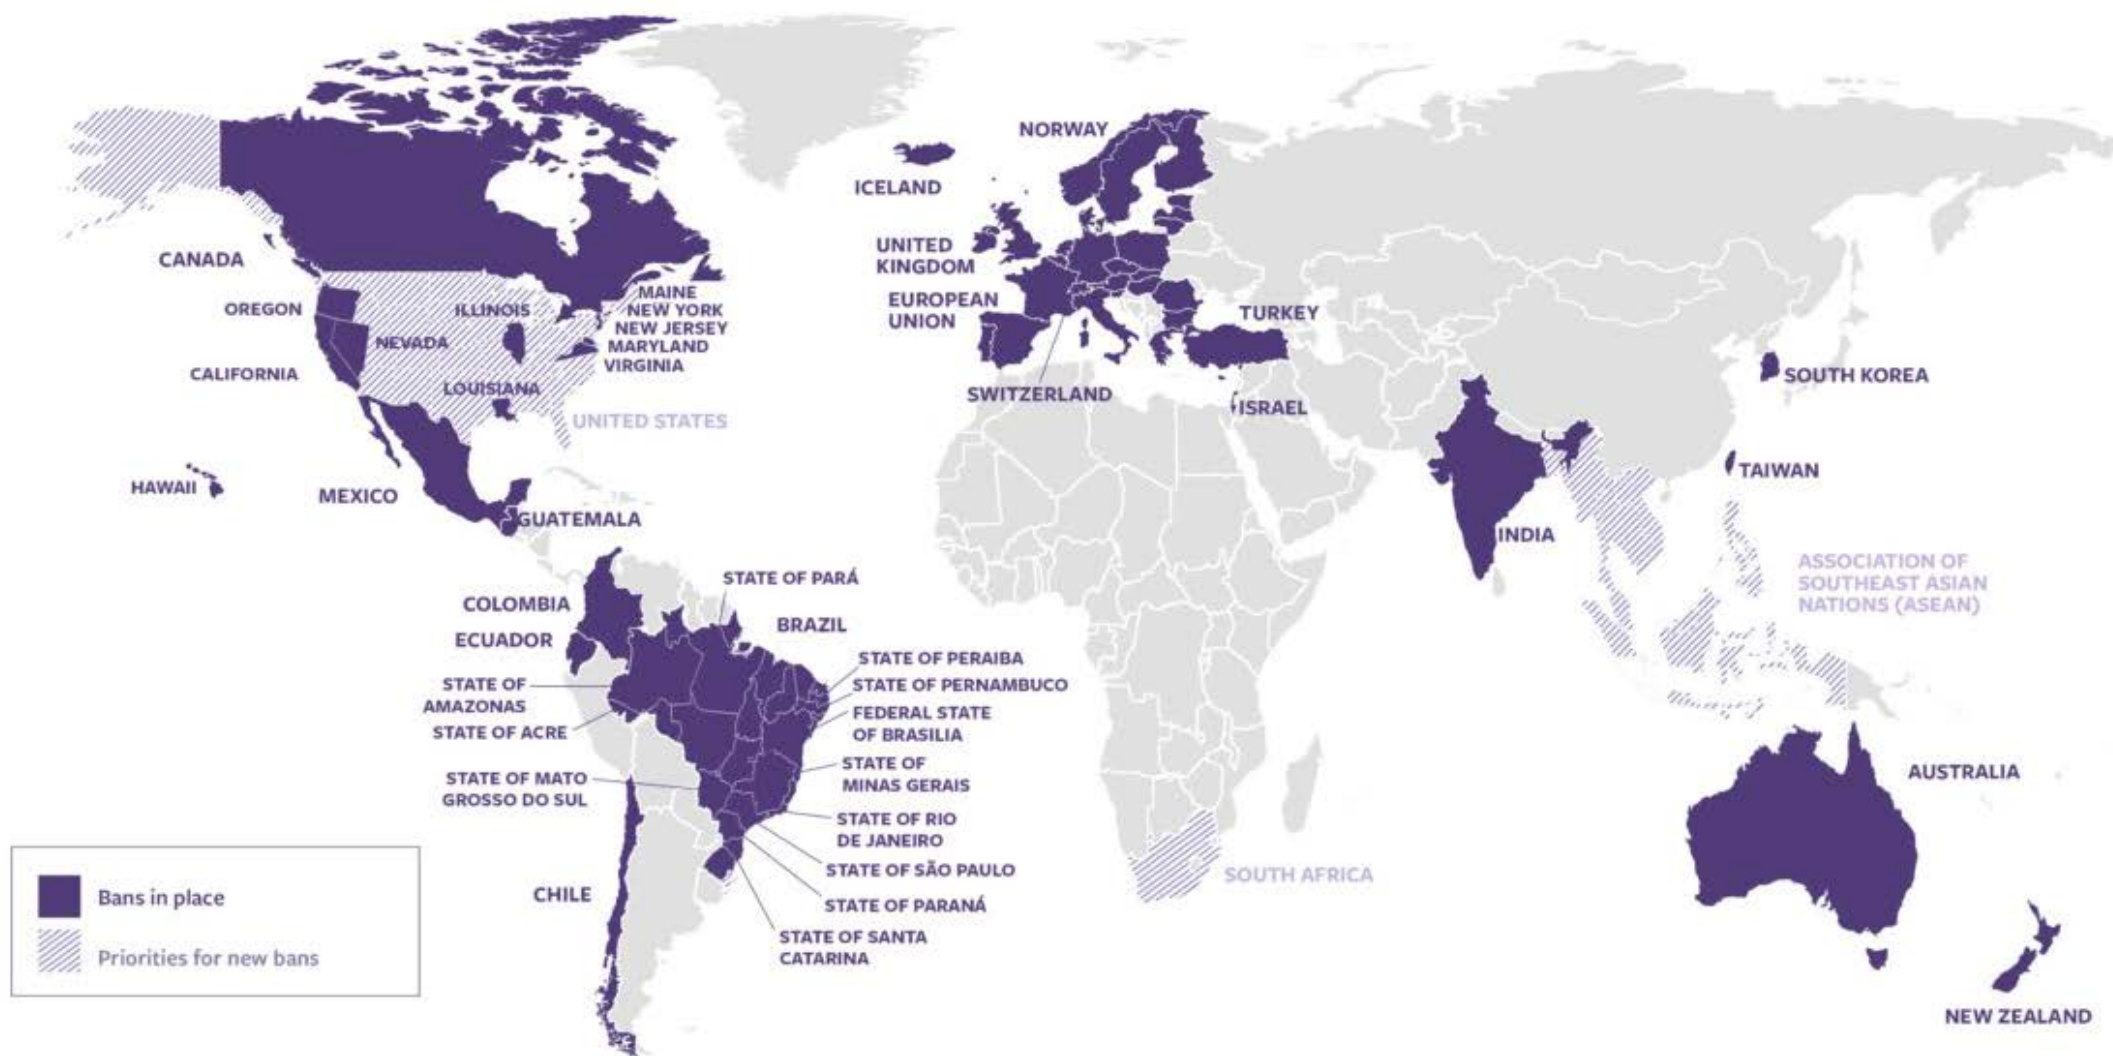 NORWAY
ICELAND
CANADA
UNITED
KINGDOM
MAINE
OREGON
ILLINOIS
NEW YORK
EUROPEAN
UNION
TURKEY
NEW JERSEY
NEVADA
MARYLAND
VIRGINIA
CALIFORNIA
LOUISIANA
SWITZERLAND
SOUTH KOREA
ISRAEL
UNITED STATES
TAIWAN
HAWAII
MEXICO
GUATEMALA
INDIA
ASSOCIATION OF
SOUTHEAST ASIAN
NATIONS (ASEAN)
STATE OF PARÁ
COLOMBIA
BRAZIL
ECUADOR
STATE OF PERAIBA
STATE OF
AMAZONAS
STATE OF PERNAMBUCO
FEDERAL STATE
OF BRASILIA
STATE OF ACRE
STATE OF
MINAS GERAIS
STATE OF MATO
GROSSO DO SUL
AUSTRALIA
STATE OF RIO
DE JANEIRO
STATE OF SÃO PAULO
SOUTH AFRICA
CHILE
STATE OF PARANÁ
STATE OF SANTA
CATARINA
NEW ZEALAND
Bans in place
Priorities for new bans